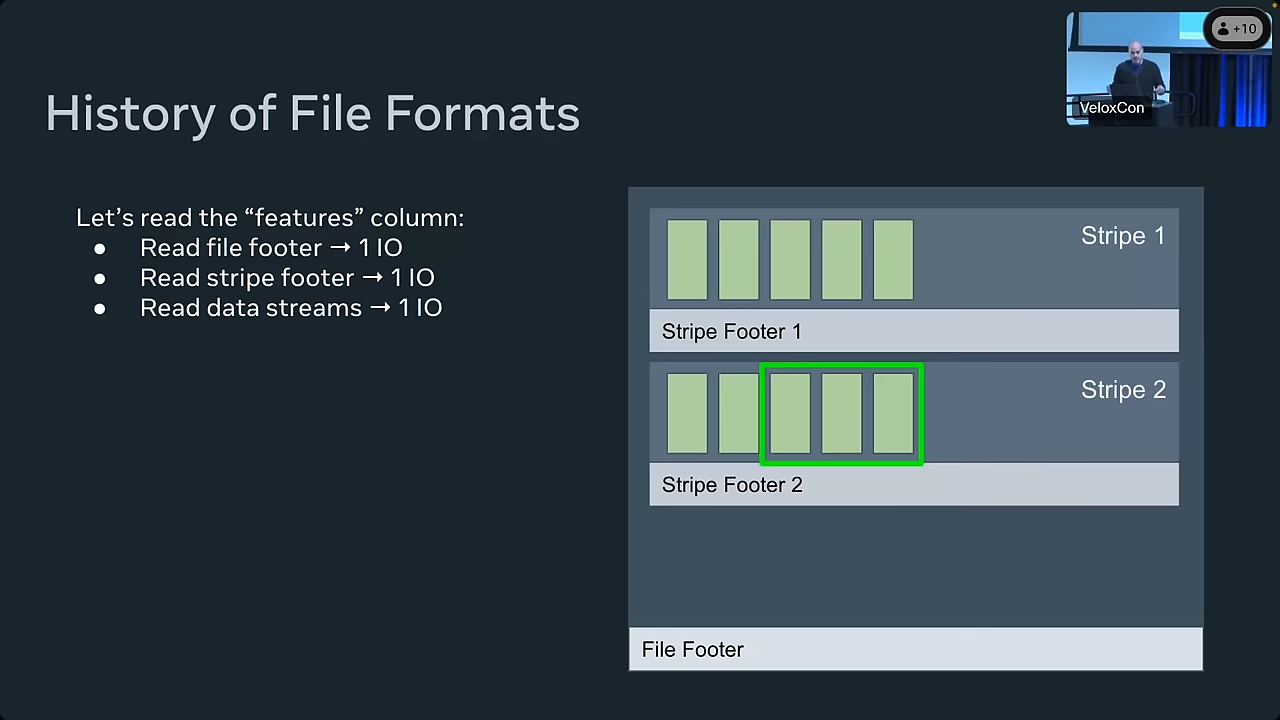 +10
VeloxCon
History of File Formats
Let’s read the “features” column:
● Read file footer → 1 IO
● Read stripe footer → 1 IO
● Read data streams → 1 IO
Stripe 1
Stripe Footer 1
Stripe 2
Stripe Footer 2
File Footer